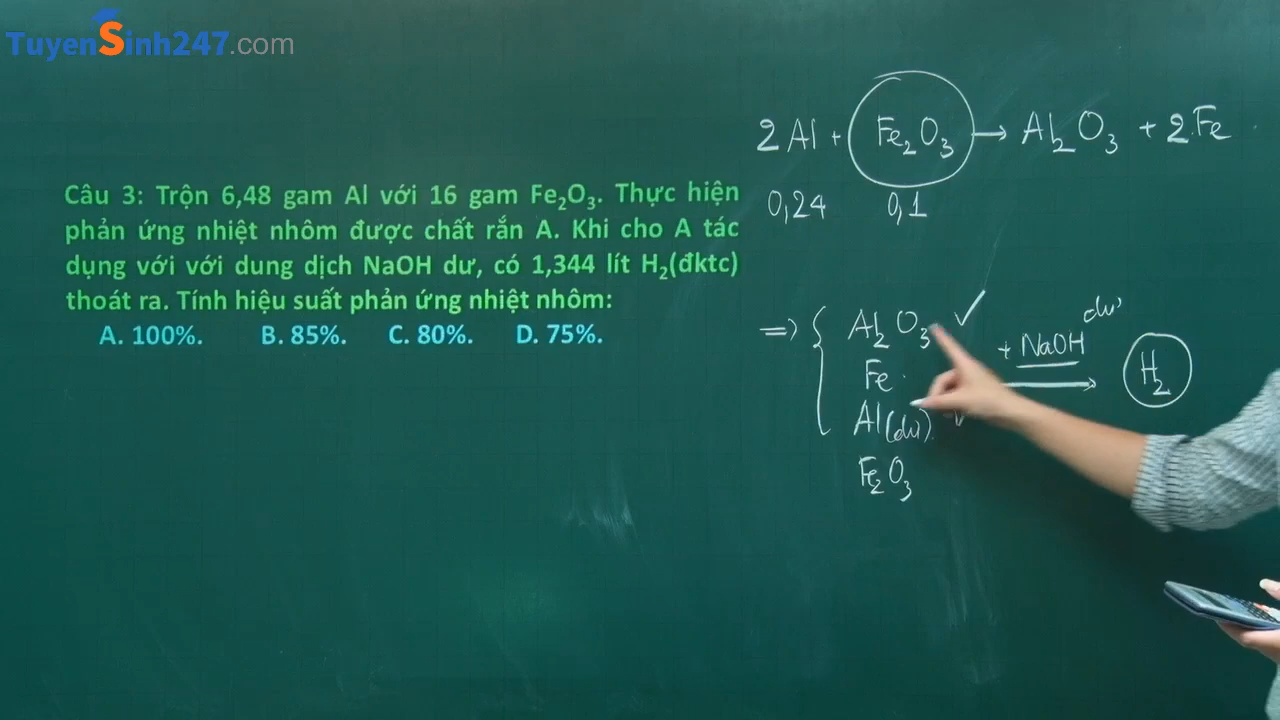 TuyenSinh247.com
Câu 3: Trộn 6,48 gam Al với 16 gam Fe₂O₃. Thực hiện
phản ứng nhiệt nhôm được chất rắn A. Khi cho A tác
dụng với với dung dịch NaOH dư, có 1,344 lít H₂(đktc)
thoát ra. Tính hiệu suất phản ứng nhiệt nhôm:
A. 100%. B. 85%. C. 80%. D. 75%.
2Al + Fe₂O₃ → Al₂O₃ + 2Fe
0,24 0,1
=> { Al₂O₃ ✓
Fe
Al(dư) ✓
Fe₂O₃
+ NaOH dư → H₂